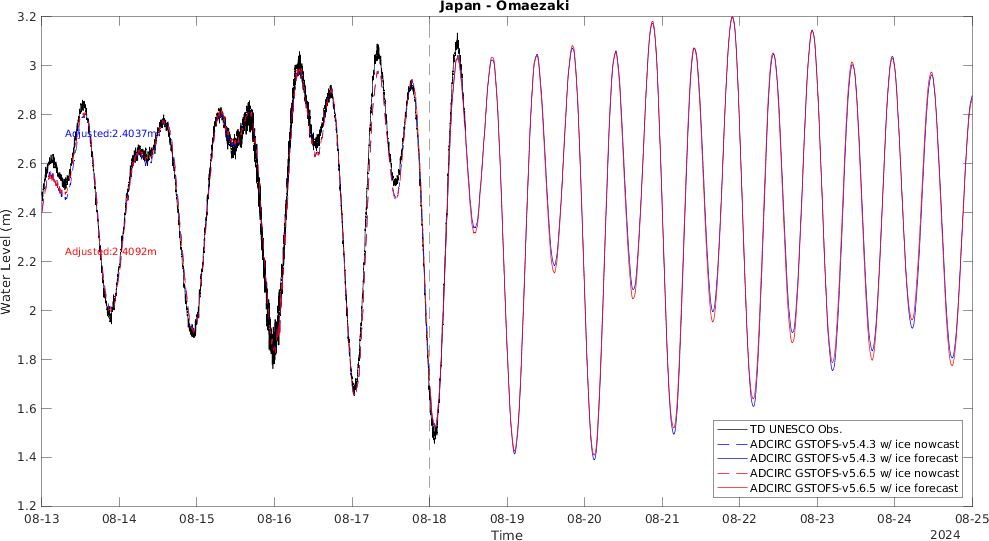 Japan - Omaezaki
3.2
3
2.8
2.6
2.4
2.2
2
1.8
1.6
1.4
1.2
Water Level (m)
Adjusted:2.4037m
Adjusted:2.4092m
TD UNESCO Obs.
ADCIRC GSTOFS-v5.4.3 w/ ice nowcast
ADCIRC GSTOFS-v5.4.3 w/ ice forecast
ADCIRC GSTOFS-v5.6.5 w/ ice nowcast
ADCIRC GSTOFS-v5.6.5 w/ ice forecast
08-13 08-14 08-15 08-16 08-17 08-18 08-19 08-20 08-21 08-22 08-23 08-24 08-25
Time
2024